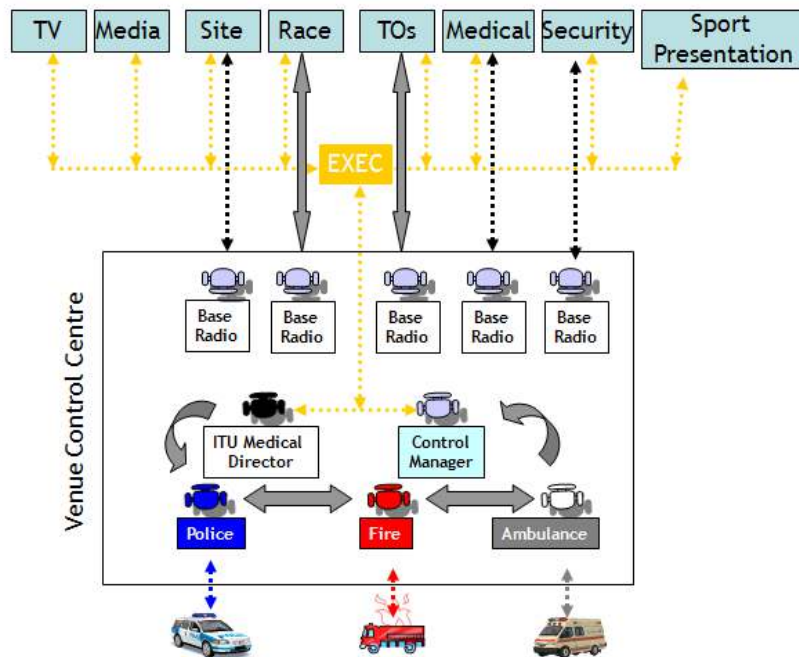 TV
Media
Site
Race
TOs
Medical
Security
Sport
Presentation
EXEC
Venue Control Centre
Base
Radio
Base
Radio
Base
Radio
Base
Radio
Base
Radio
ITU Medical
Director
Control
Manager
Police
Fire
Ambulance